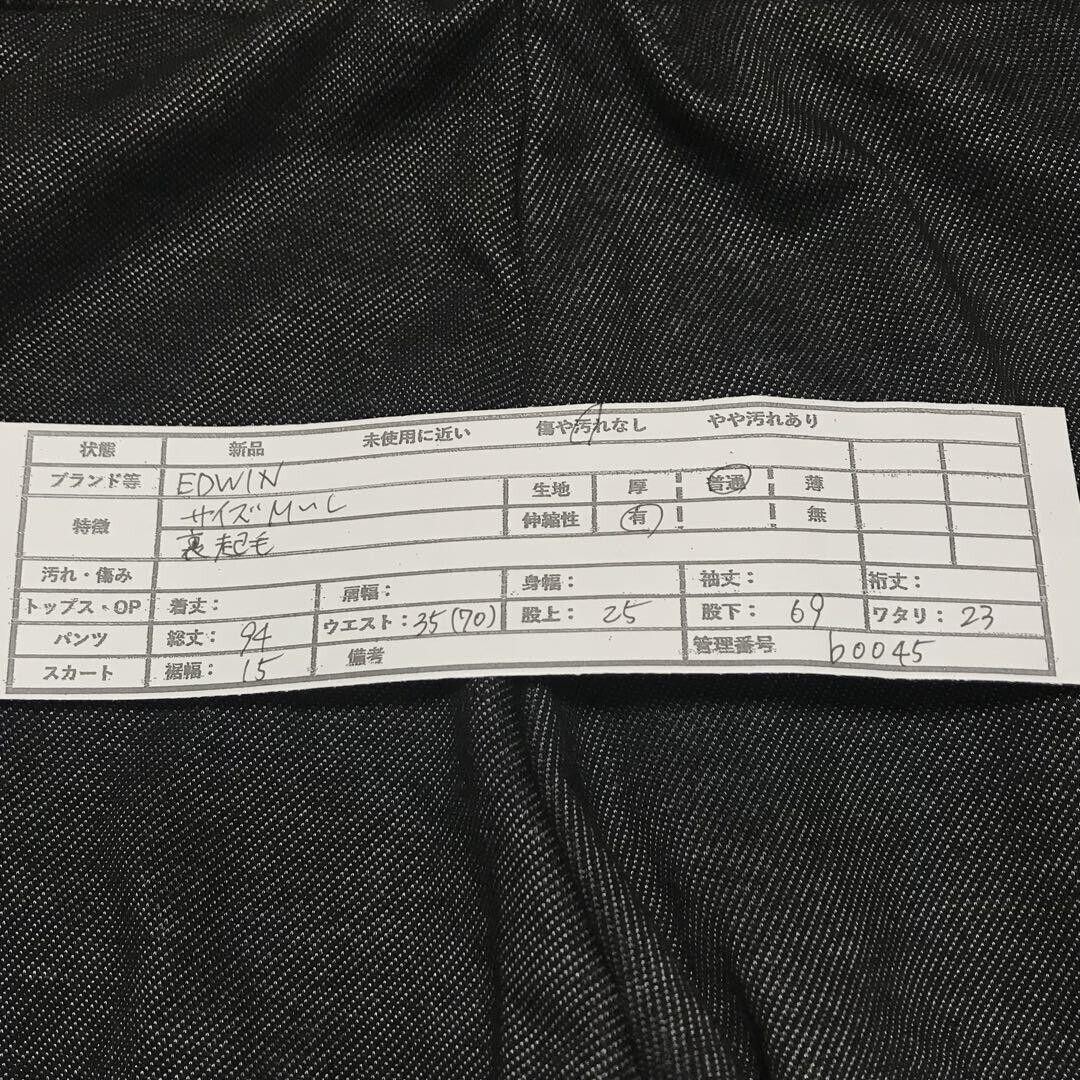 状態 新品 未使用に近い 傷や汚れなし やや汚れあり
ブランド等 EDWIN 生地 厚 普通 薄
特徴 サイズM~L 伸縮性 有 無
裏起毛
汚れ・傷み
トップス・OP 着丈: 肩幅: 身幅: 袖丈: 裄丈:
パンツ 総丈: 94 ウエスト: 35(70) 股上: 25 股下: 69 ワタリ: 23
スカート 裾幅: 15 備考 管理番号 b0045